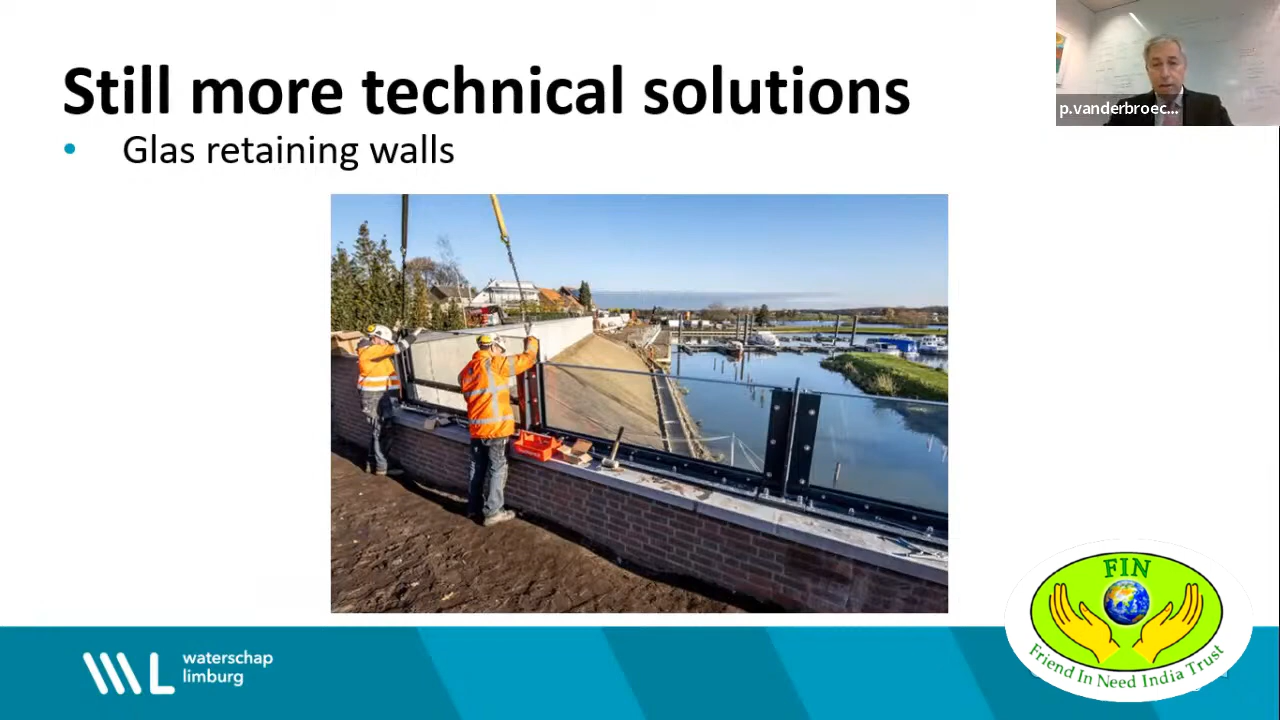 Still more technical solutions
p.vanderbroec...
• Glas retaining walls
waterschap
limburg
FIN
Friend In Need India Trust